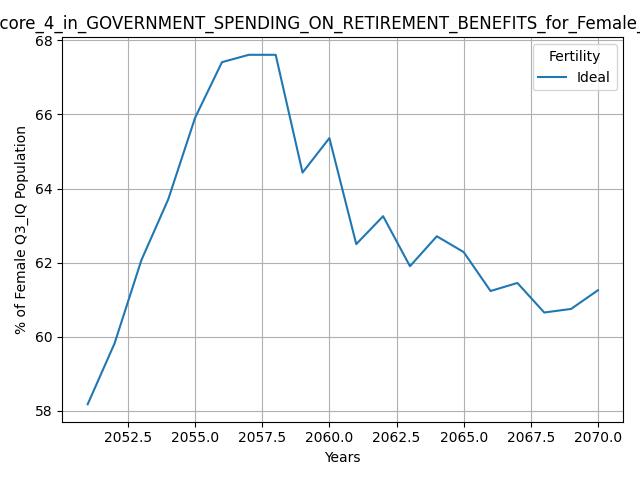 core_4_in_GOVERNMENT_SPENDING_ON_RETIREMENT_BENEFITS_for_Female_
Fertility
Ideal
% of Female Q3_IQ Population
68
66
64
62
60
58
2052.5 2055.0 2057.5 2060.0 2062.5 2065.0 2067.5 2070.0
Years